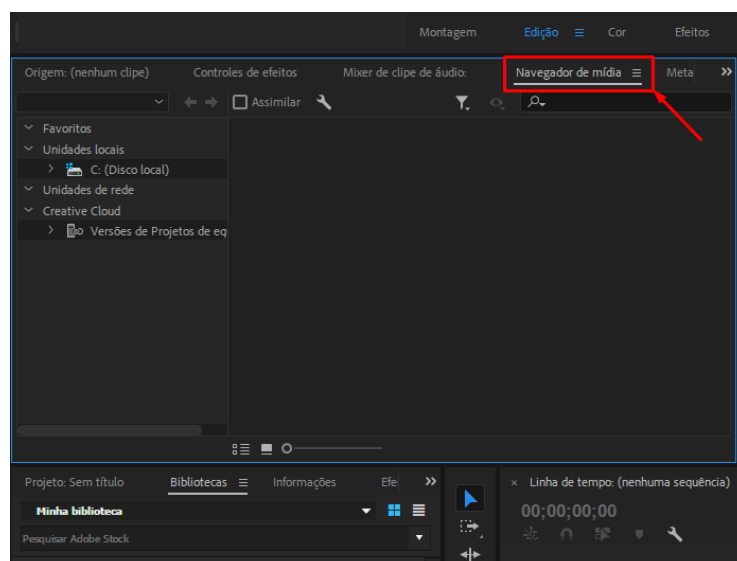 Montagem Edição Cor Efeitos
Origem: (nenhum clipe) Controles de efeitos Mixer de clipe de áudio: Navegador de mídia Meta
Assimilar
Favoritos
Unidades locais
C: (Disco local)
Unidades de rede
Creative Cloud
Versões de Projetos de eq
Projeto: Sem título Bibliotecas Informações Efe
Linha de tempo: (nenhuma sequência)
Minha biblioteca
00;00;00;00
Pesquisar Adobe Stock